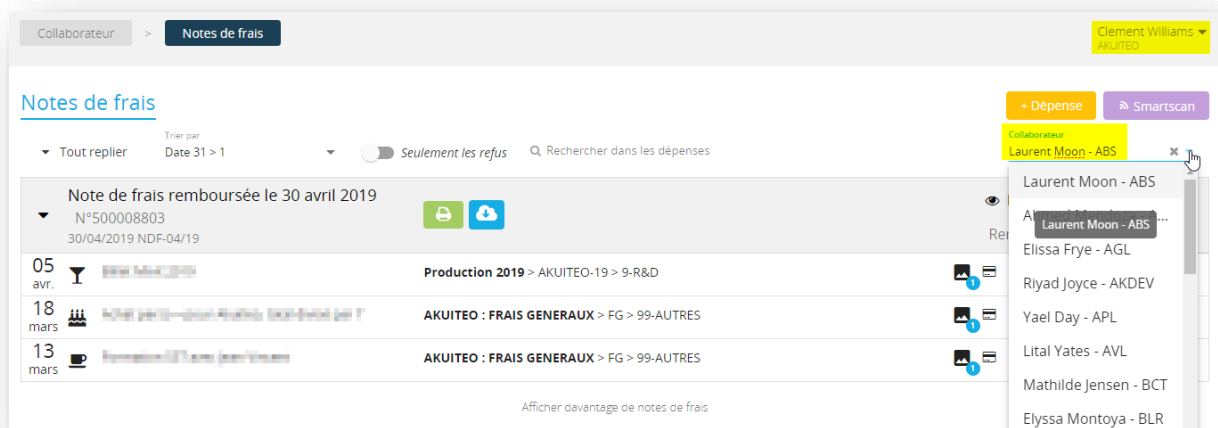 Collaborateur > Notes de frais
Clement Williams
AKUITEO
Notes de frais
+ Dépense
Smartscan
Tout replier
Trier par
Date 31 > 1
Seulement les refus
Rechercher dans les dépenses
Collaborateur
Laurent Moon - ABS
Note de frais remboursée le 30 avril 2019
N°500008803
30/04/2019 NDF-04/19
05
avr.
Production 2019 > AKUITEO-19 > 9-R&D
1
18
mars
AKUITEO : FRAIS GENERAUX > FG > 99-AUTRES
1
13
mars
AKUITEO : FRAIS GENERAUX > FG > 99-AUTRES
1
Afficher davantage de notes de frais
Laurent Moon - ABS
Ahmed Mendoza
Laurent Moon - ABS
Elissa Frye - AGL
Riyad Joyce - AKDEV
Yael Day - APL
Lital Yates - AVL
Mathilde Jensen - BCT
Elyssa Montoya - BLR